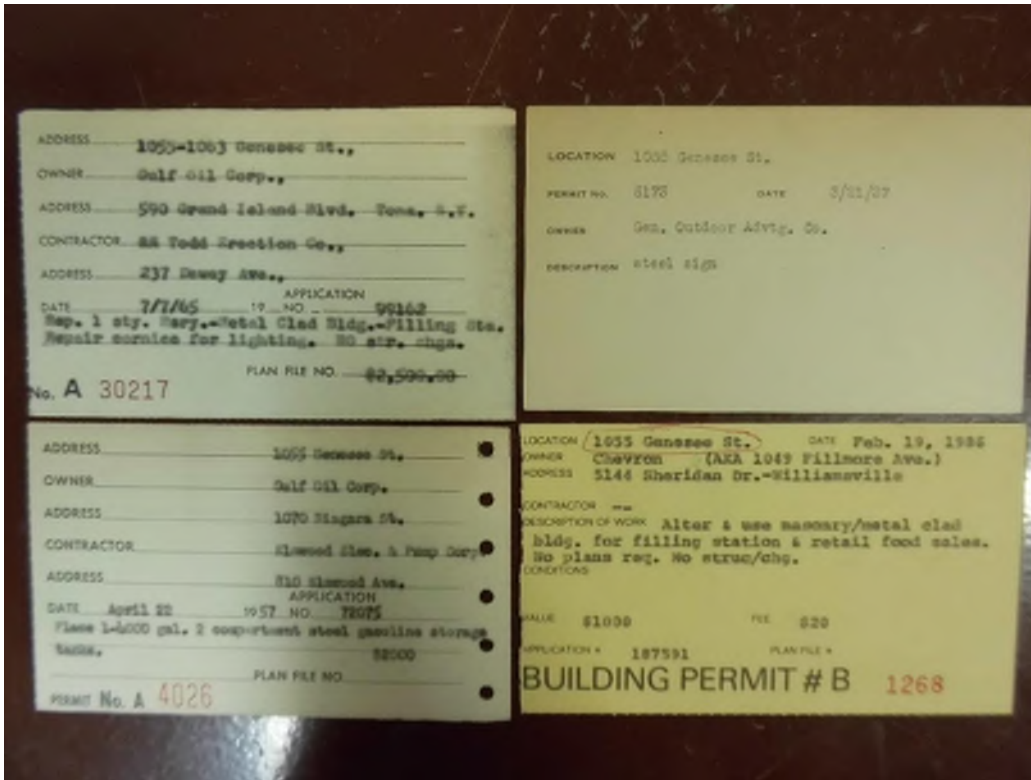 ADDRESS 1055-1063 Genesee St.,
OWNER Gulf Oil Corp.,
ADDRESS 590 Grand Island Blvd. Tona. N.Y.
CONTRACTOR Todd Erection Co.,
ADDRESS 237 Dewey Ave.,
APPLICATION
DATE 7/7/65 19 NO. 99162
Rep. 1 sty. Masry.-Metal Clad Bldg.-Filling Sta.
Repair cornice for lighting. NO str. chgs.
PLAN FILE NO. $2,500.00
No. A 30217
LOCATION 1055 Genesee St.
PERMIT No. 6173 DATE 3/21/27
OWNER Gen. Outdoor Advtg. Co.
DESCRIPTION steel sign
ADDRESS 1055 Genesee St.
OWNER Gulf Oil Corp.
ADDRESS 1070 Niagara St.
CONTRACTOR Elmwood & Pump Corp.
ADDRESS 810 Elmwood Ave.
APPLICATION
DATE April 22 1957 NO. 72075
Place 1-4000 gal. 2 compartment steel gasoline storage
tanks. $2000
PLAN FILE NO
PERMIT No. A 4026
LOCATION 1055 Genesee St. DATE Feb. 19, 1986
OWNER Chevron (AKA 1049 Fillmore Ave.)
ADDRESS 5144 Sheridan Dr.-Williamsville
CONTRACTOR --
DESCRIPTION OF WORK Alter & use masonry/metal clad
bldg. for filling station & retail food sales.
No plans req. No struc/chg.
CONDITIONS
VALUE $1000 FEE $20
APPLICATION # 187591 PLAN FILE #
BUILDING PERMIT # B 1268